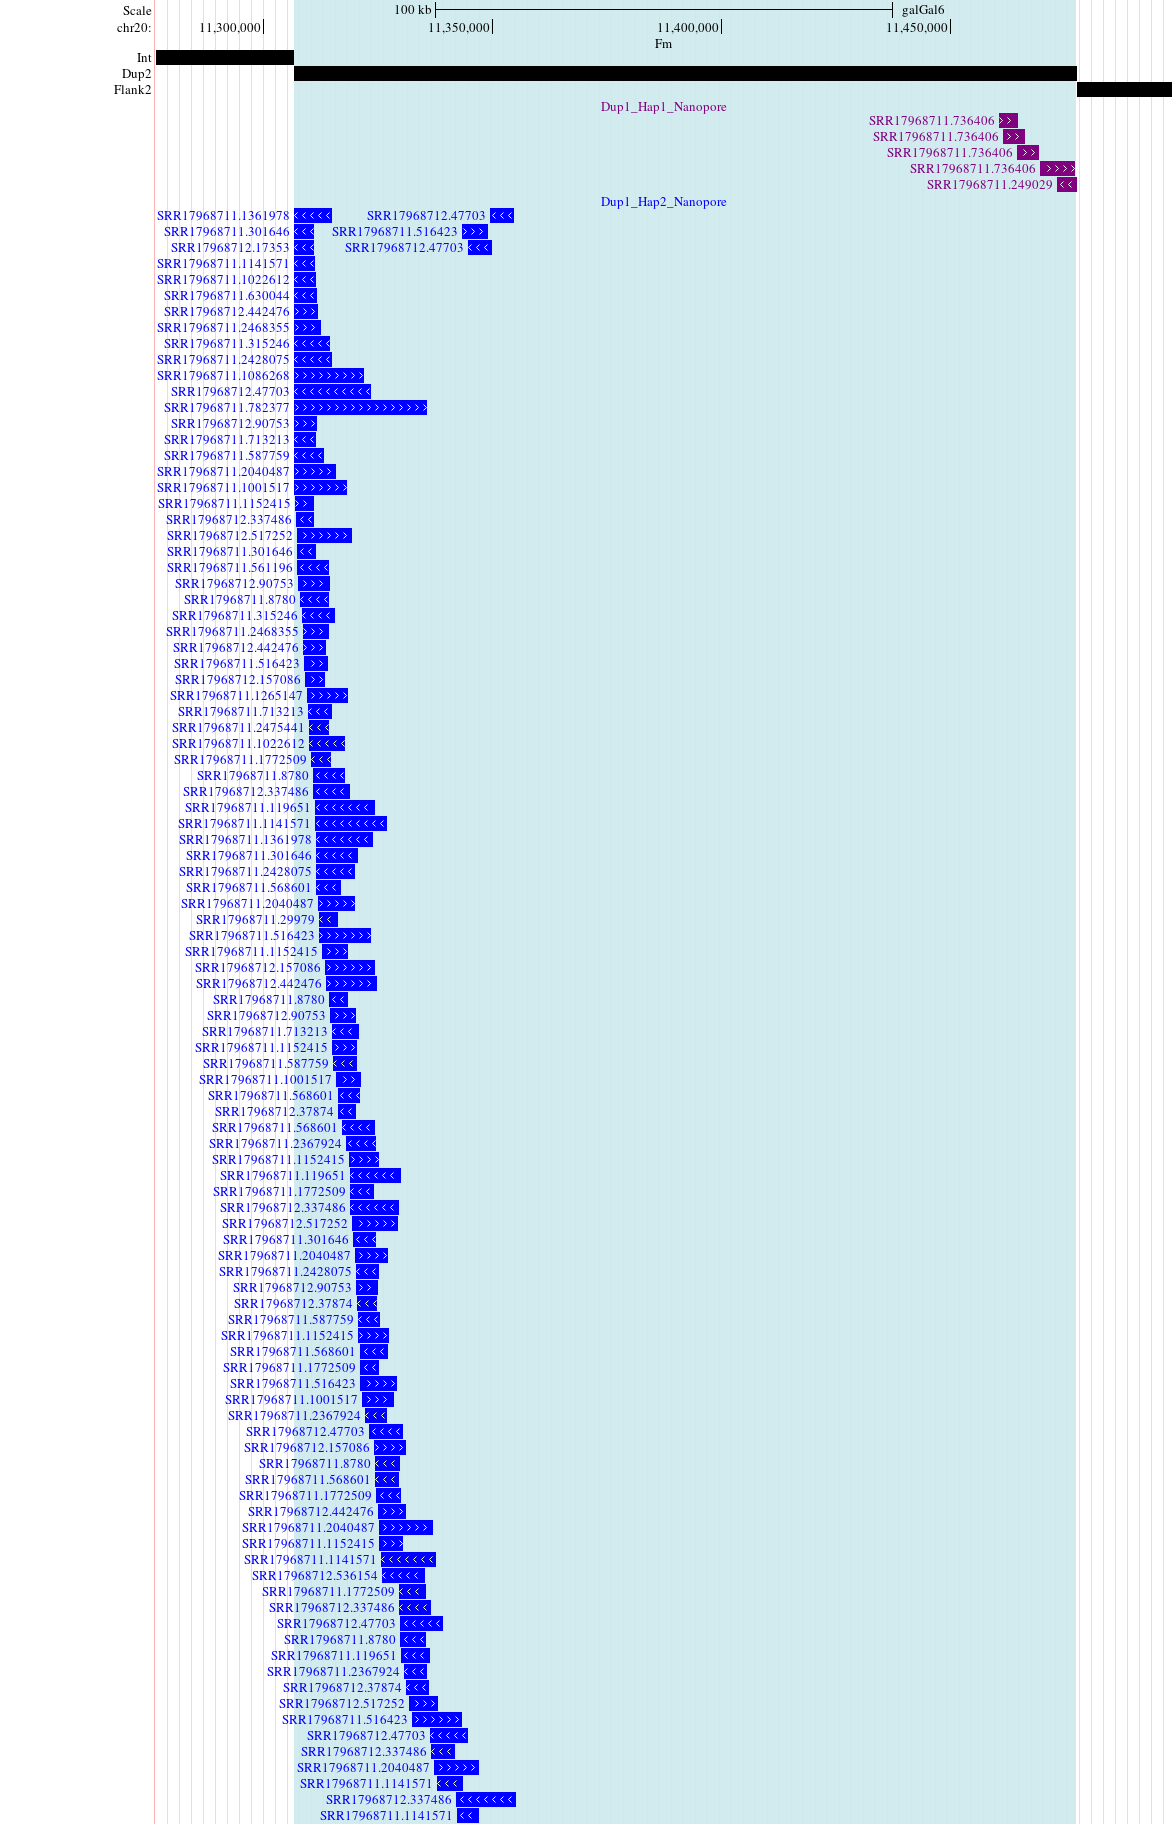 Scale 100 kb galGal6
chr20: 11,300,000 11,350,000 11,400,000 11,450,000
Fm
Int
Dup2
Flank2
Dup1_Hap1_Nanopore
SRR17968711.736406
SRR17968711.736406
SRR17968711.736406
SRR17968711.736406
SRR17968711.249029
Dup1_Hap2_Nanopore
SRR17968711.1361978 SRR17968712.47703
SRR17968711.301646 SRR17968711.516423
SRR17968712.17353 SRR17968712.47703
SRR17968711.1141571
SRR17968711.1022612
SRR17968711.630044
SRR17968712.442476
SRR17968711.2468355
SRR17968711.315246
SRR17968711.2428075
SRR17968711.1086268
SRR17968712.47703
SRR17968711.782377
SRR17968712.90753
SRR17968711.713213
SRR17968711.587759
SRR17968711.2040487
SRR17968711.1001517
SRR17968711.1152415
SRR17968712.337486
SRR17968712.517252
SRR17968711.301646
SRR17968711.561196
SRR17968712.90753
SRR17968711.8780
SRR17968711.315246
SRR17968711.2468355
SRR17968712.442476
SRR17968711.516423
SRR17968712.157086
SRR17968711.1265147
SRR17968711.713213
SRR17968711.2475441
SRR17968711.1022612
SRR17968711.1772509
SRR17968711.8780
SRR17968712.337486
SRR17968711.119651
SRR17968711.1141571
SRR17968711.1361978
SRR17968711.301646
SRR17968711.2428075
SRR17968711.568601
SRR17968711.2040487
SRR17968711.29979
SRR17968711.516423
SRR17968711.1152415
SRR17968712.157086
SRR17968712.442476
SRR17968711.8780
SRR17968712.90753
SRR17968711.713213
SRR17968711.1152415
SRR17968711.587759
SRR17968711.1001517
SRR17968711.568601
SRR17968712.37874
SRR17968711.568601
SRR17968711.2367924
SRR17968711.1152415
SRR17968711.119651
SRR17968711.1772509
SRR17968712.337486
SRR17968712.517252
SRR17968711.301646
SRR17968711.2040487
SRR17968711.2428075
SRR17968712.90753
SRR17968712.37874
SRR17968711.587759
SRR17968711.1152415
SRR17968711.568601
SRR17968711.1772509
SRR17968711.516423
SRR17968711.1001517
SRR17968711.2367924
SRR17968712.47703
SRR17968712.157086
SRR17968711.8780
SRR17968711.568601
SRR17968711.1772509
SRR17968712.442476
SRR17968711.2040487
SRR17968711.1152415
SRR17968711.1141571
SRR17968712.536154
SRR17968711.1772509
SRR17968712.337486
SRR17968712.47703
SRR17968711.8780
SRR17968711.119651
SRR17968711.2367924
SRR17968712.37874
SRR17968712.517252
SRR17968711.516423
SRR17968712.47703
SRR17968712.337486
SRR17968711.2040487
SRR17968711.1141571
SRR17968712.337486
SRR17968711.1141571